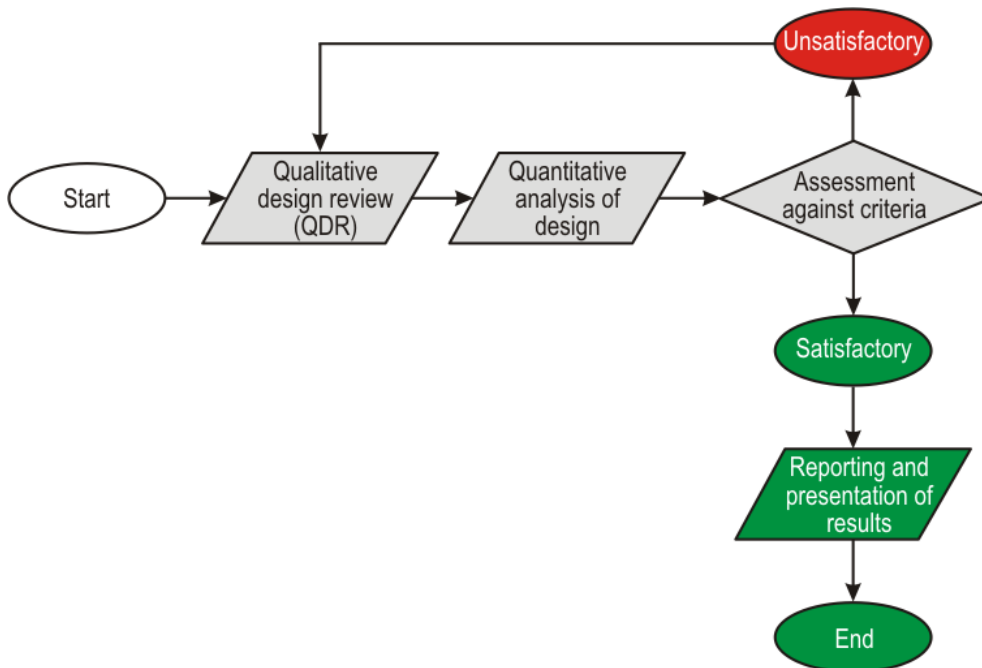 Unsatisfactory
Start
Qualitative
design review
(QDR)
Quantitative
analysis of
design
Assessment
against criteria
Satisfactory
Reporting and
presentation of
results
End